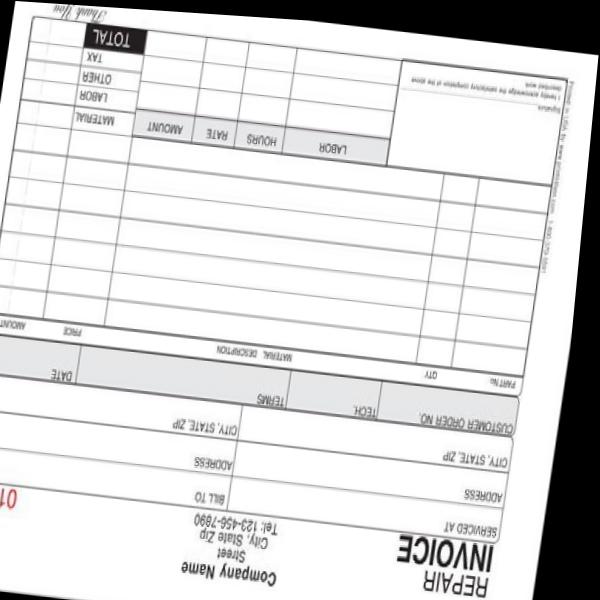 REPAIR
INVOICE
Company Name
Street
City, State Zip
Tel: 123-456-7890
01
SERVICED AT
BILL TO
ADDRESS
ADDRESS
CITY, STATE, ZIP
CITY, STATE, ZIP
CUSTOMER ORDER NO. TECH. TERMS DATE
PART No. QTY MATERIAL DESCRIPTION PRICE AMOUNT
LABOR HOURS RATE AMOUNT MATERIAL
LABOR
OTHER
TAX
TOTAL
Signature
I hereby acknowledge the satisfactory completion of the above
described work
Thank You